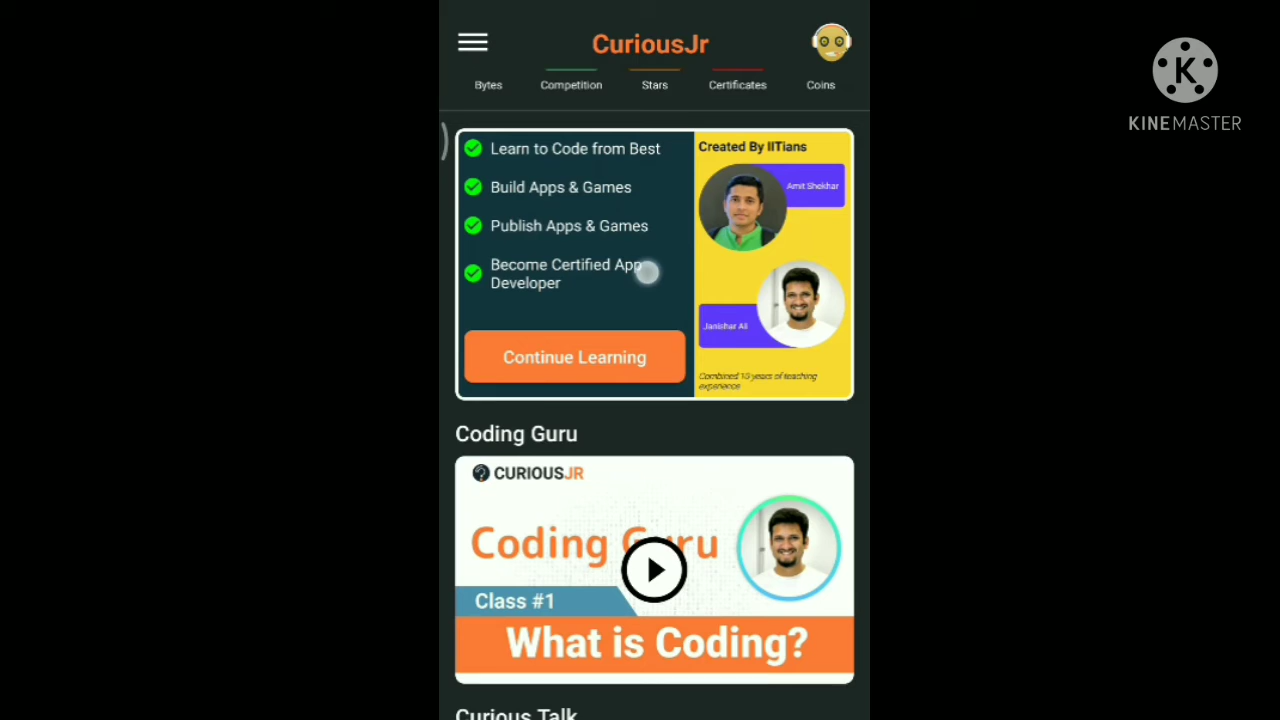 CuriousJr
Bytes
Competition
Stars
Certificates
Coins
K
KINEMASTER
Learn to Code from Best
Build Apps & Games
Publish Apps & Games
Become Certified App
Developer
Continue Learning
Created By IITians
Amit Shekhar
Janishar Ali
Combined 15 years of teaching
experience
Coding Guru
CURIOUSJR
Coding Guru
Class #1
What is Coding?
Curious Talk